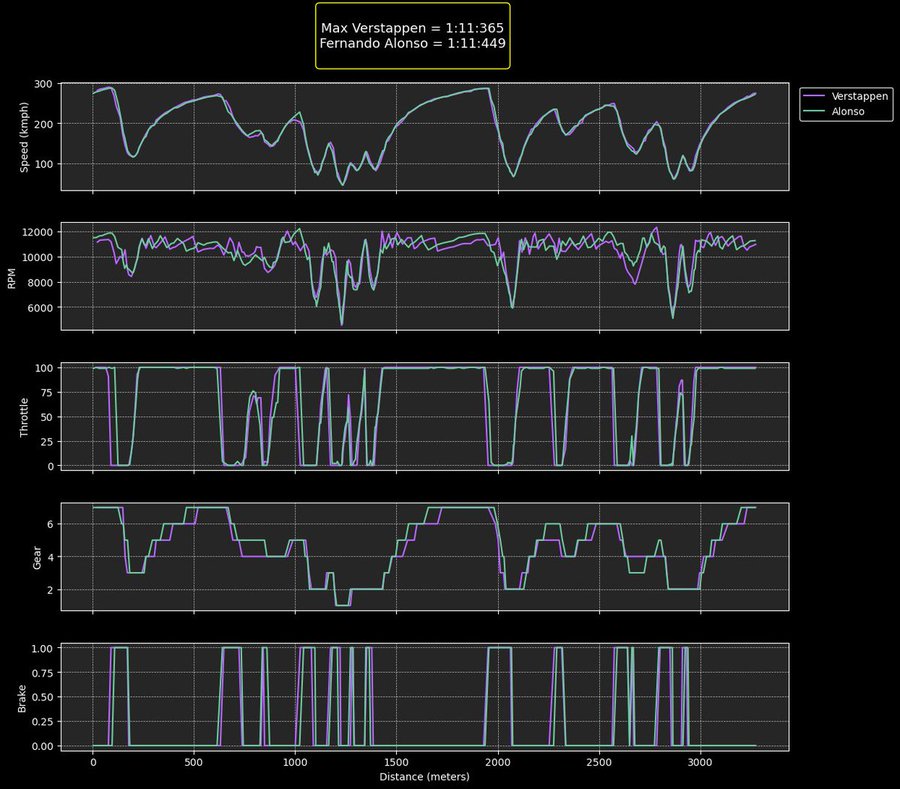 Max Verstappen = 1:11:365
Fernando Alonso = 1:11:449
Verstappen
Alonso
Speed (kmph)
300
200
100
RPM
12000
10000
8000
6000
Throttle
100
75
50
25
0
Gear
6
4
2
Brake
1.00
0.75
0.50
0.25
0.00
0
500
1000
1500
2000
2500
3000
Distance (meters)